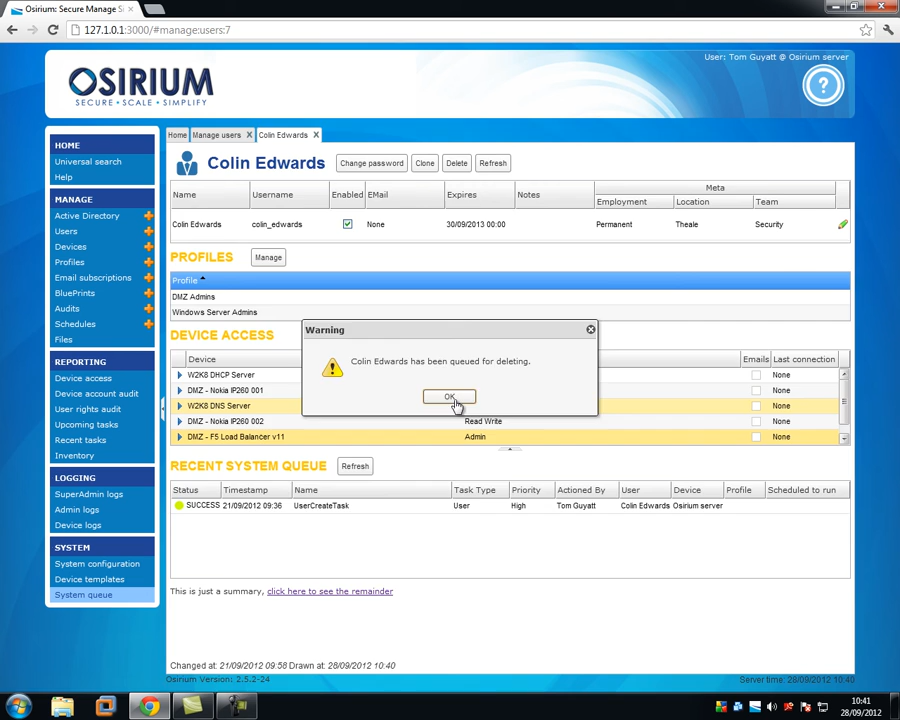 Osirium: Secure Manage Si ×
127.1.0.1:3000/#manage:users:7
User: Tom Guyatt @ Osirium server
OSIRIUM
SECURE • SCALE • SIMPLIFY
?
HOME
Universal search
Help
MANAGE
Active Directory
Users
Devices
Profiles
Email subscriptions
BluePrints
Audits
Schedules
Files
REPORTING
Device access
Device account audit
User rights audit
Upcoming tasks
Recent tasks
Inventory
LOGGING
SuperAdmin logs
Admin logs
Device logs
SYSTEM
System configuration
Device templates
System queue
Home Manage users Colin Edwards
Colin Edwards Change password Clone Delete Refresh
Name Username Enabled EMail Expires Notes Meta
Employment Location Team
Colin Edwards colin_edwards None 30/09/2013 00:00 Permanent Theale Security
PROFILES Manage
Profile
DMZ Admins
Windows Server Admins
DEVICE ACCESS
Device Emails Last connection
W2K8 DHCP Server None
DMZ - Nokia IP260 001 None
W2K8 DNS Server None
DMZ - Nokia IP260 002 Read Write None
DMZ - F5 Load Balancer v11 Admin None
Warning
Colin Edwards has been queued for deleting.
OK
RECENT SYSTEM QUEUE Refresh
Status Timestamp Name Task Type Priority Actioned By User Device Profile Scheduled to run
SUCCESS 21/09/2012 09:36 UserCreateTask User High Tom Guyatt Colin Edwards Osirium server
This is just a summary, click here to see the remainder
Changed at: 21/09/2012 09:58 Drawn at: 28/09/2012 10:40
Osirium Version: 2.5.2-24
Server time: 28/09/2012 10:40
10:41
28/09/2012